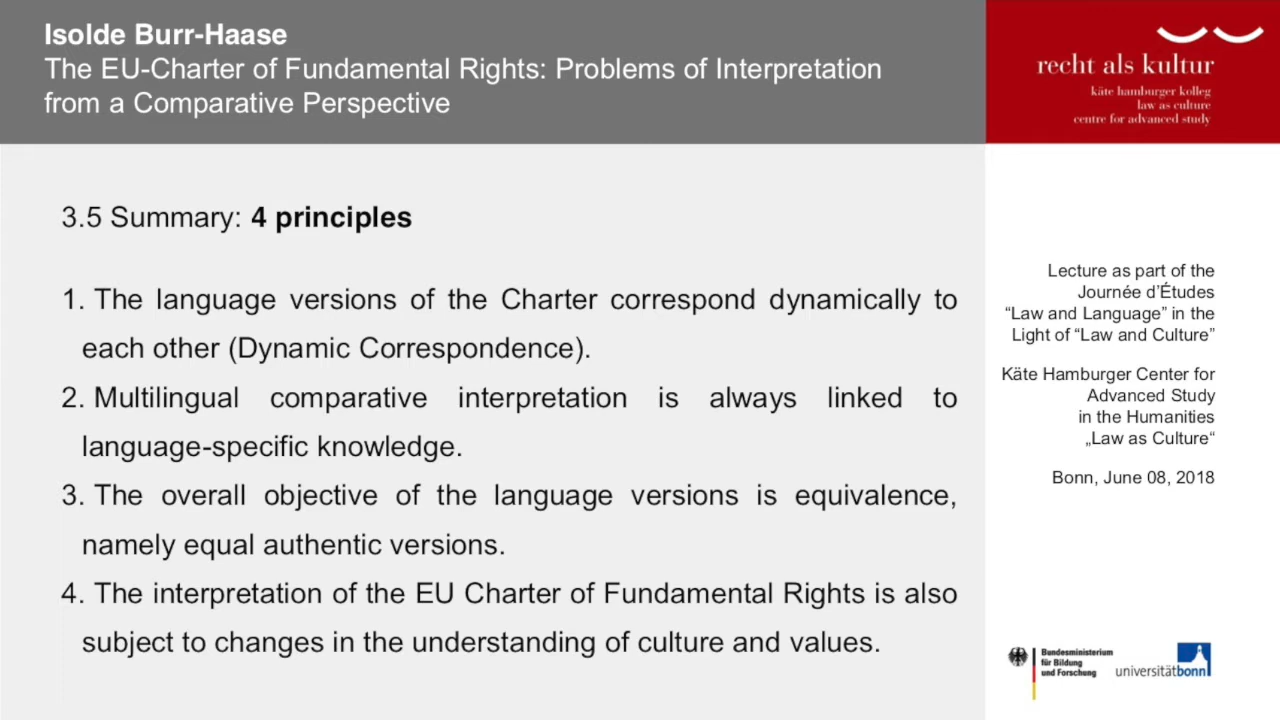 Isolde Burr-Haase
The EU-Charter of Fundamental Rights: Problems of Interpretation
from a Comparative Perspective
recht als kultur
käte hamburger kolleg
law as culture
centre for advanced study
3.5 Summary: 4 principles
1. The language versions of the Charter correspond dynamically to
each other (Dynamic Correspondence).
2. Multilingual comparative interpretation is always linked to
language-specific knowledge.
3. The overall objective of the language versions is equivalence,
namely equal authentic versions.
4. The interpretation of the EU Charter of Fundamental Rights is also
subject to changes in the understanding of culture and values.
Lecture as part of the
Journée d’Études
“Law and Language” in the
Light of “Law and Culture”
Käte Hamburger Center for
Advanced Study
in the Humanities
„Law as Culture“
Bonn, June 08, 2018
Bundesministerium
für Bildung
und Forschung
universitätbonn